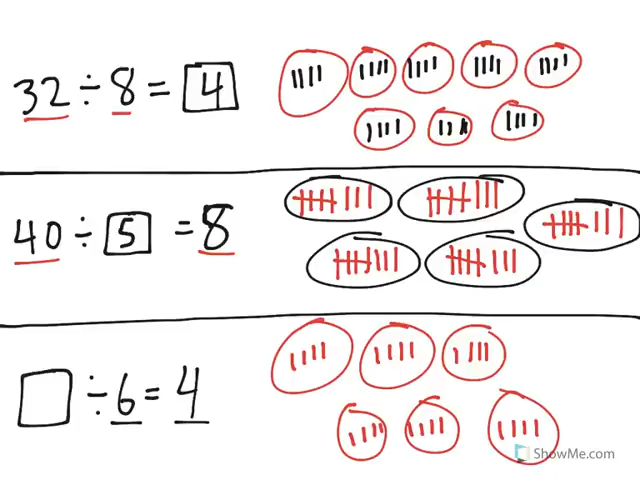 32 ÷ 8 = 4
40 ÷ 5 = 8
□ ÷ 6 = 4
ShowMe.com